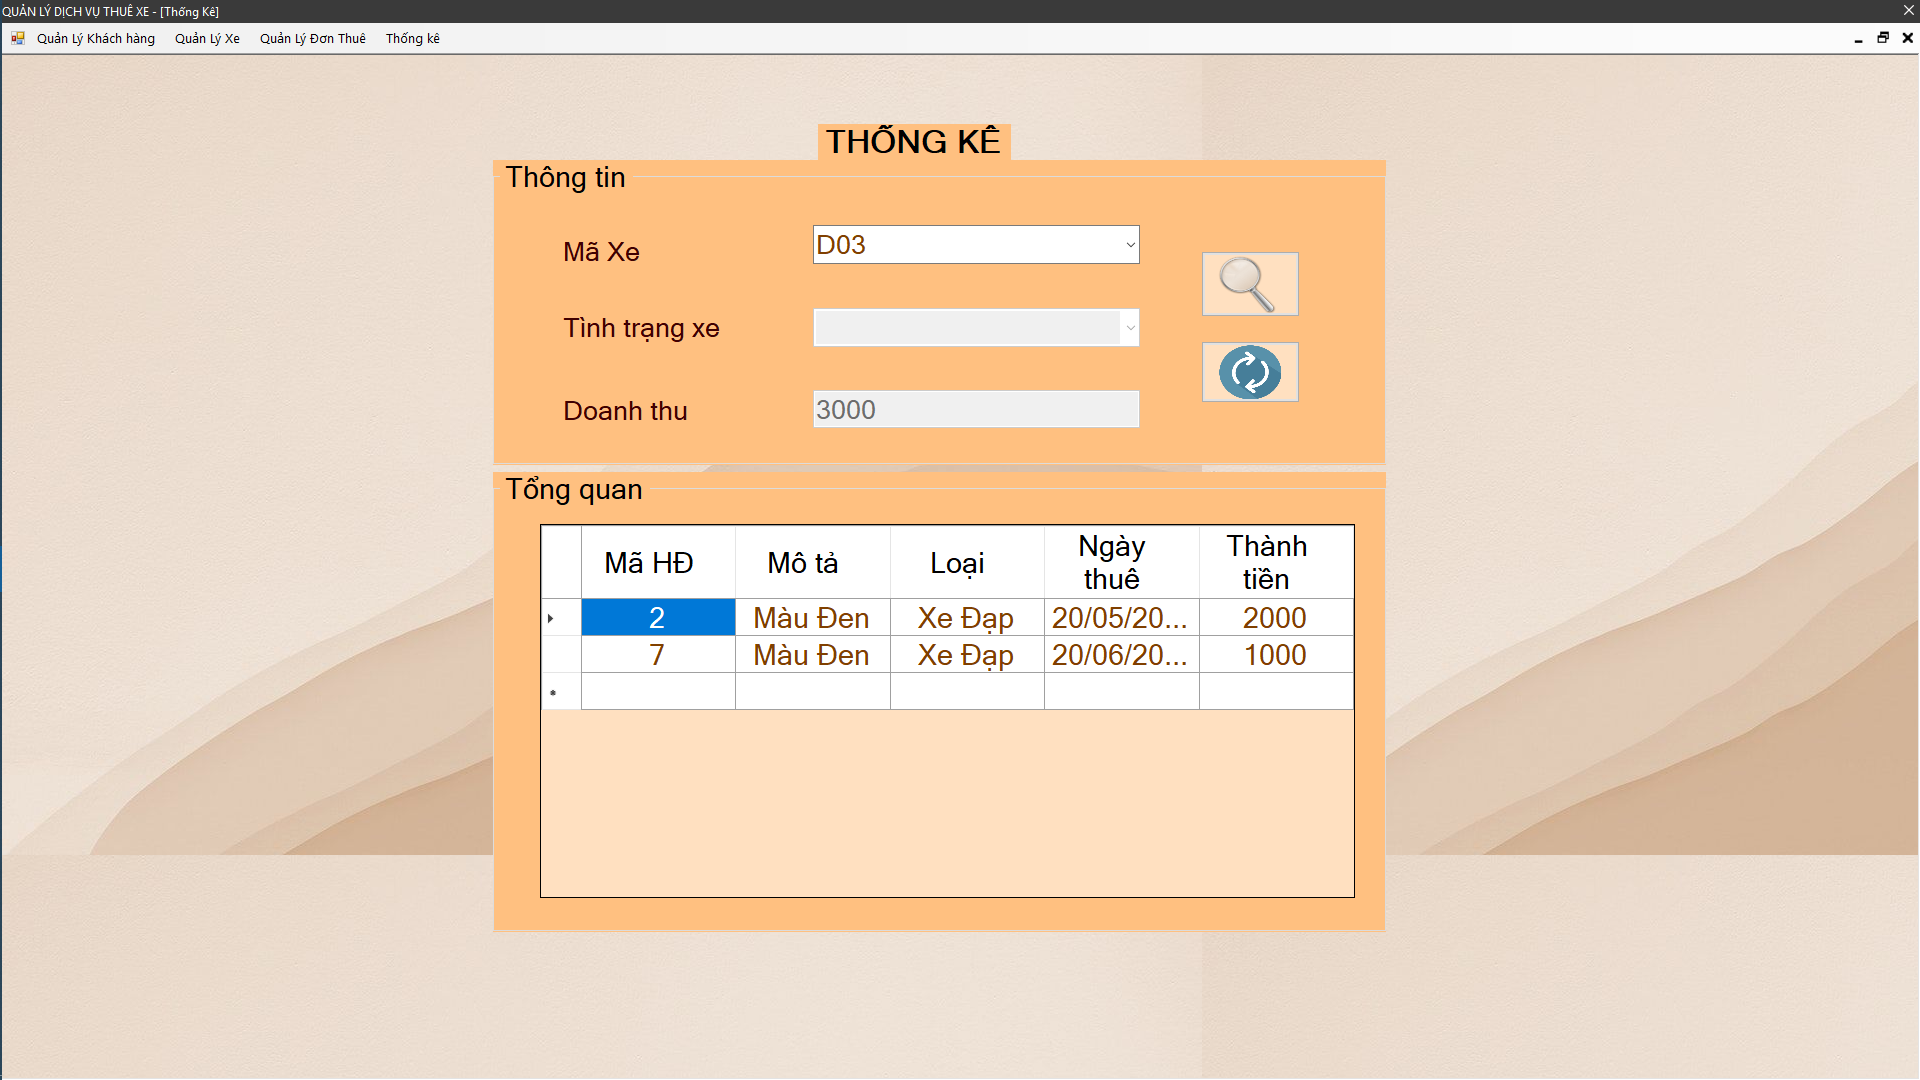 QUẢN LÝ DỊCH VỤ THUÊ XE - [Thống Kê]
Quản Lý Khách hàng Quản Lý Xe Quản Lý Đơn Thuê Thống kê
THỐNG KÊ
Thông tin
Mã Xe D03
Tình trạng xe
Doanh thu 3000
Tổng quan
Mã HĐ Mô tả Loại Ngày thuê Thành tiền
2 Màu Đen Xe Đạp 20/05/20... 2000
7 Màu Đen Xe Đạp 20/06/20... 1000